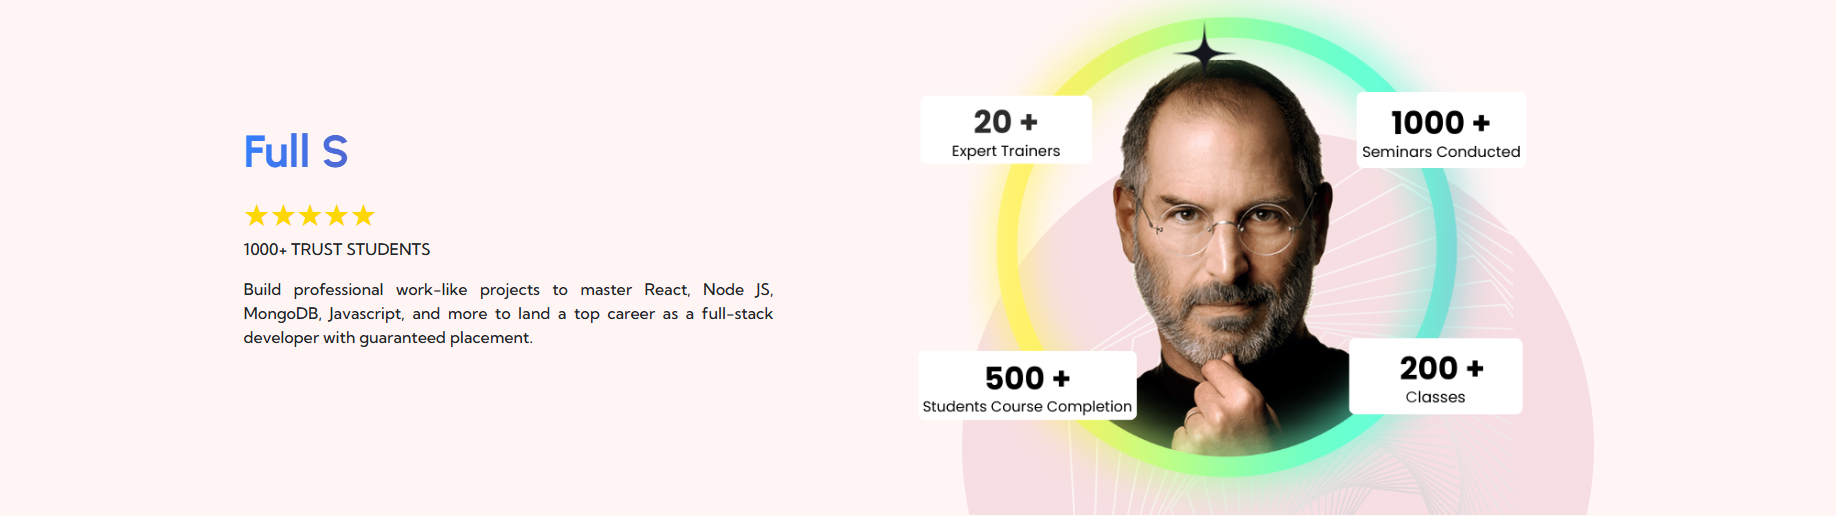 Full S
1000+ TRUST STUDENTS
Build professional work-like projects to master React, Node JS,
MongoDB, Javascript, and more to land a top career as a full-stack
developer with guaranteed placement.
20 +
Expert Trainers
1000 +
Seminars Conducted
500 +
Students Course Completion
200 +
Classes